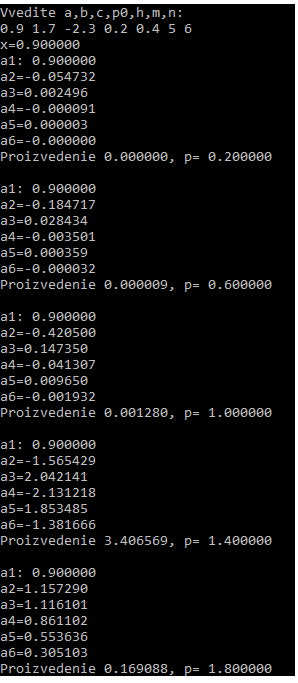 Vvedite a,b,c,p0,h,m,n:
0.9 1.7 -2.3 0.2 0.4 5 6
x=0.900000
a1: 0.900000
a2=-0.054732
a3=0.002496
a4=-0.000091
a5=0.000003
a6=-0.000000
Proizvedenie 0.000000, p= 0.200000
a1: 0.900000
a2=-0.184717
a3=0.028434
a4=-0.003501
a5=0.000359
a6=-0.000032
Proizvedenie 0.000009, p= 0.600000
a1: 0.900000
a2=-0.420500
a3=0.147350
a4=-0.041307
a5=0.009650
a6=-0.001932
Proizvedenie 0.001280, p= 1.000000
a1: 0.900000
a2=-1.565429
a3=2.042141
a4=-2.131218
a5=1.853485
a6=-1.381666
Proizvedenie 3.406569, p= 1.400000
a1: 0.900000
a2=1.157290
a3=1.116101
a4=0.861102
a5=0.553636
a6=0.305103
Proizvedenie 0.169088, p= 1.800000